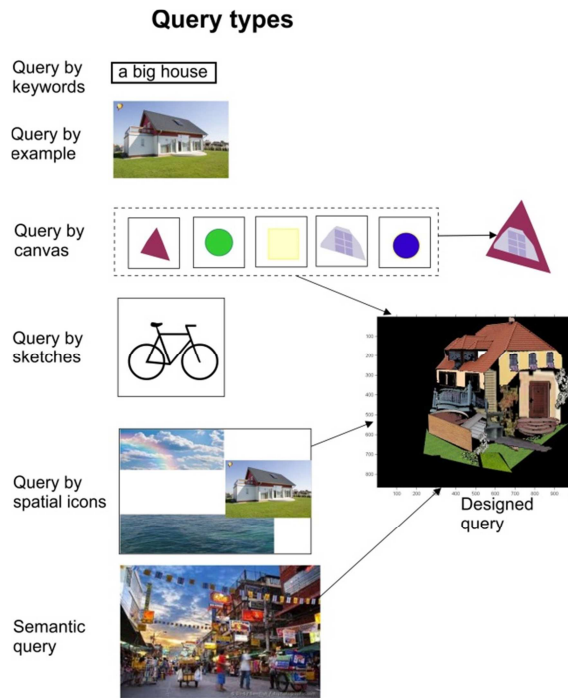 Query types
Query by
keywords
a big house
Query by
example
Query by
canvas
Query by
sketches
100
200
300
400
500
600
700
800
100 200 400 500 600 700 800 900
Designed
query
Query by
spatial icons
Semantic
query